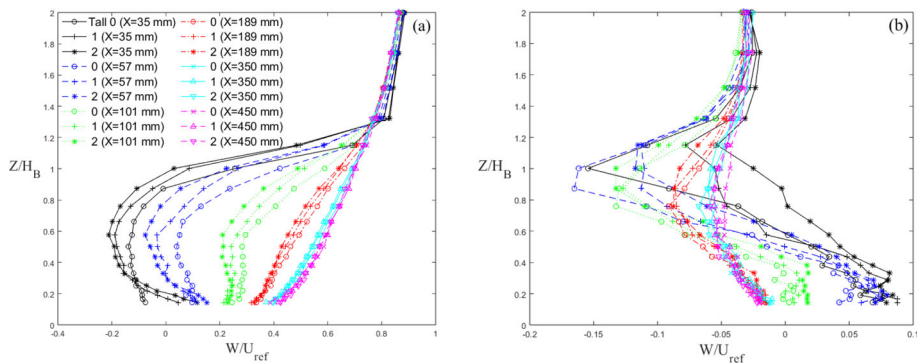 (a)
Tall 0 (X=35 mm)
1 (X=35 mm)
2 (X=35 mm)
0 (X=57 mm)
1 (X=57 mm)
2 (X=57 mm)
0 (X=101 mm)
1 (X=101 mm)
2 (X=101 mm)
0 (X=189 mm)
1 (X=189 mm)
2 (X=189 mm)
0 (X=350 mm)
1 (X=350 mm)
2 (X=350 mm)
0 (X=450 mm)
1 (X=450 mm)
2 (X=450 mm)
2
1.8
1.6
1.4
1.2
1
0.8
0.6
0.4
0.2
0
Z/H_B
-0.4
-0.2
0
0.2
0.4
0.6
0.8
1
W/U_ref
(b)
2
1.8
1.6
1.4
1.2
1
0.8
0.6
0.4
0.2
0
Z/H_B
-0.2
-0.15
-0.1
-0.05
0
0.05
0.1
W/U_ref